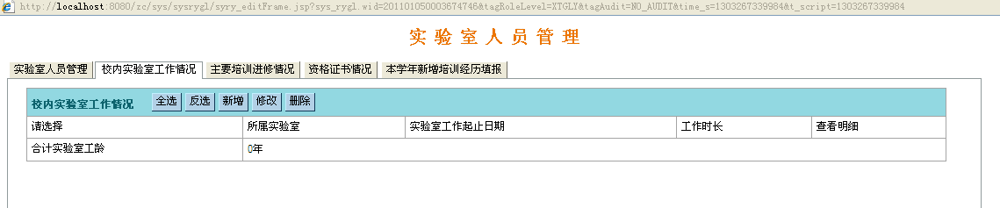 http://localhost:8080/zc/sys/sysrygl/syry_editFrame.jsp?sys_rygl.wid=201101050003674746&tagRoleLevel=XTGLY&tagAudit=NO_AUDIT&time_s=1303267339984&t_script=1303267339984
实验室人员管理
实验室人员管理 校内实验室工作情况 主要培训进修情况 资格证书情况 本学年新增培训经历填报
校内实验室工作情况 全选 反选 新增 修改 删除
请选择 所属实验室 实验室工作起止日期 工作时长 查看明细
合计实验室工龄 0年